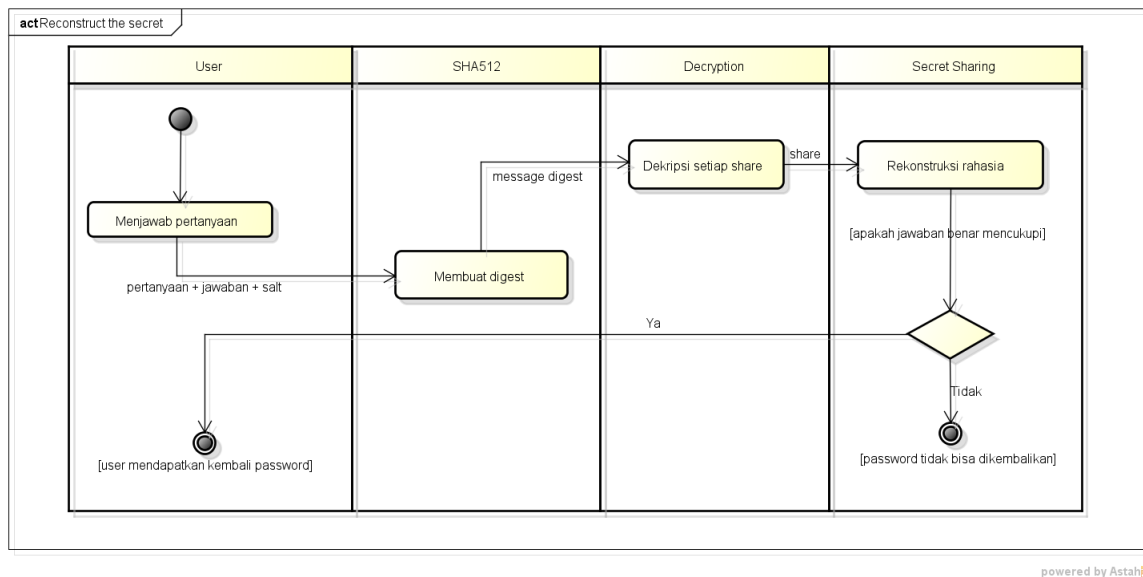 act Reconstruct the secret
User
SHA512
Decryption
Secret Sharing
Dekripsi setiap share
share
Rekonstruksi rahasia
message digest
Menjawab pertanyaan
[apakah jawaban benar mencukupi]
Membuat digest
pertanyaan + jawaban + salt
Ya
Tidak
[user mendapatkan kembali password]
[password tidak bisa dikembalikan]
powered by Astah